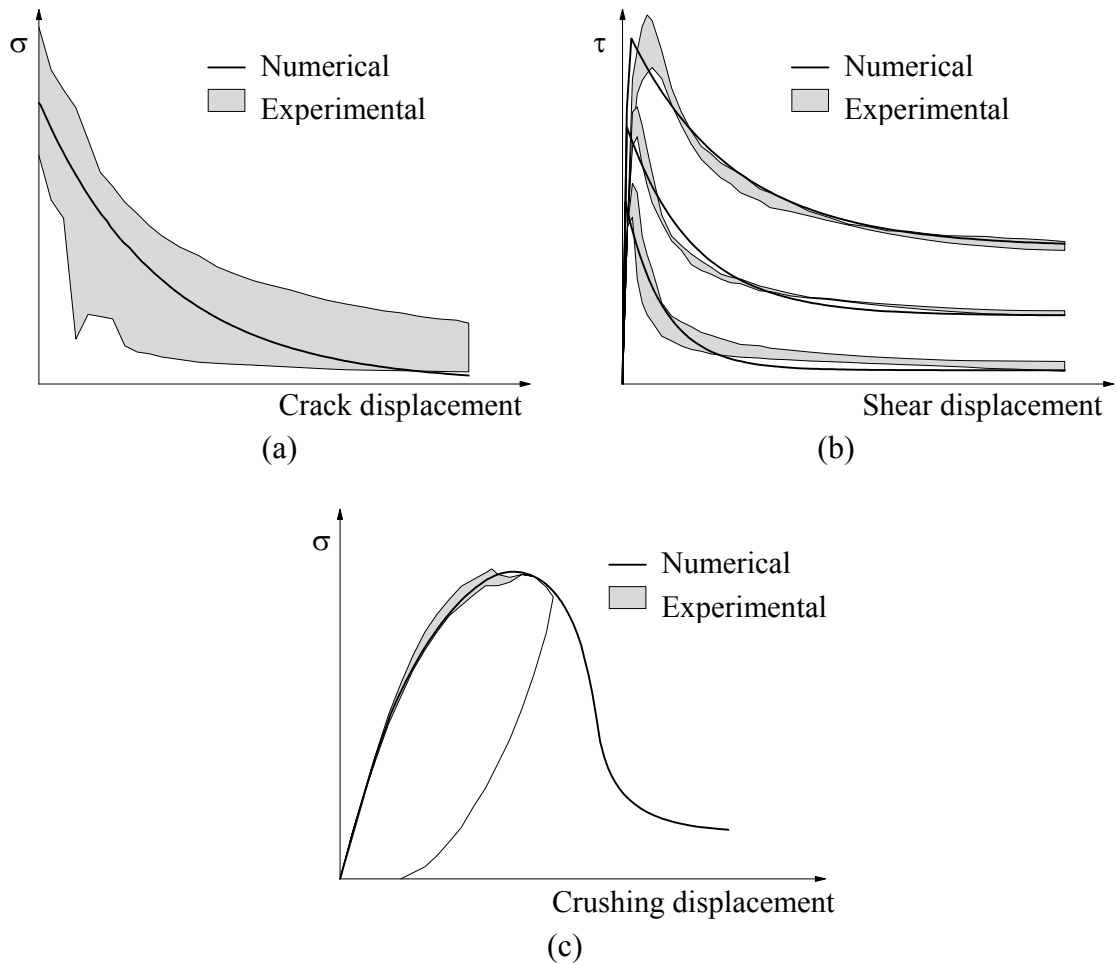 σ
Numerical
Experimental
Crack displacement
(a)
τ
Numerical
Experimental
Shear displacement
(b)
σ
Numerical
Experimental
Crushing displacement
(c)